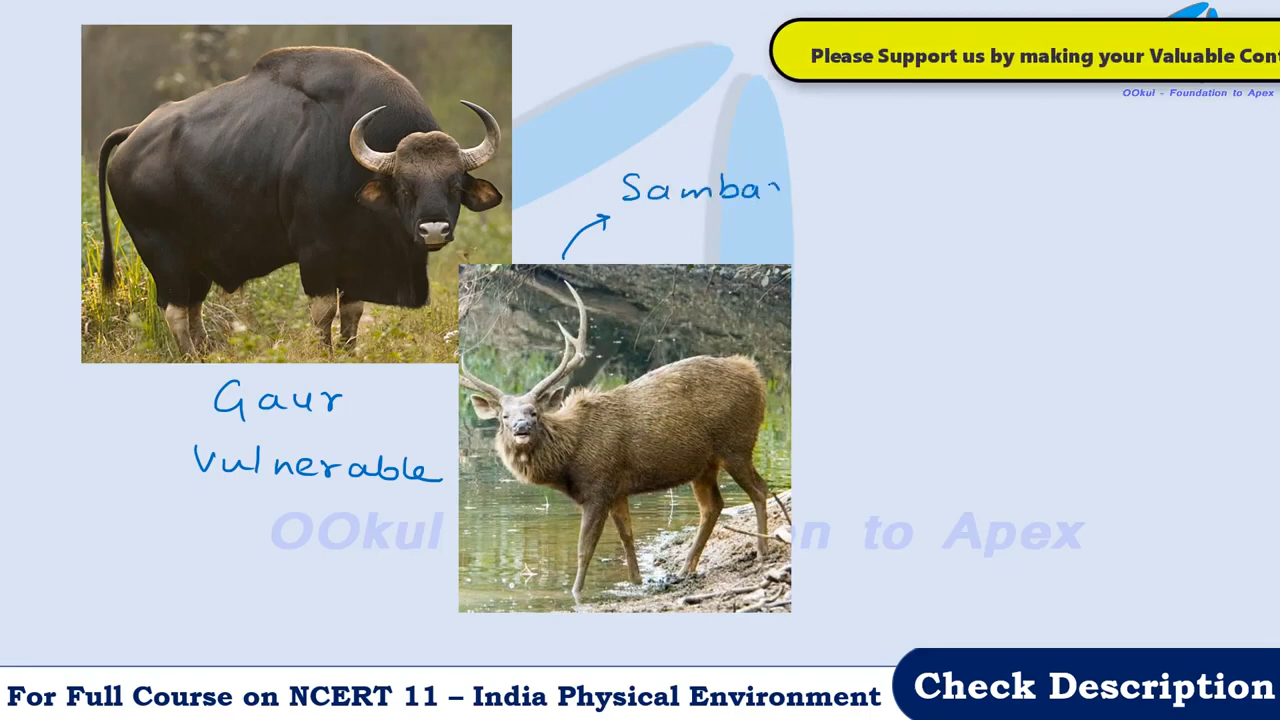 Please Support us by making your Valuable Cont
OOkul - Foundation to Apex
Sambar
Gaur
Vulnerable
OOkul n to Apex
For Full Course on NCERT 11 – India Physical Environment
Check Description